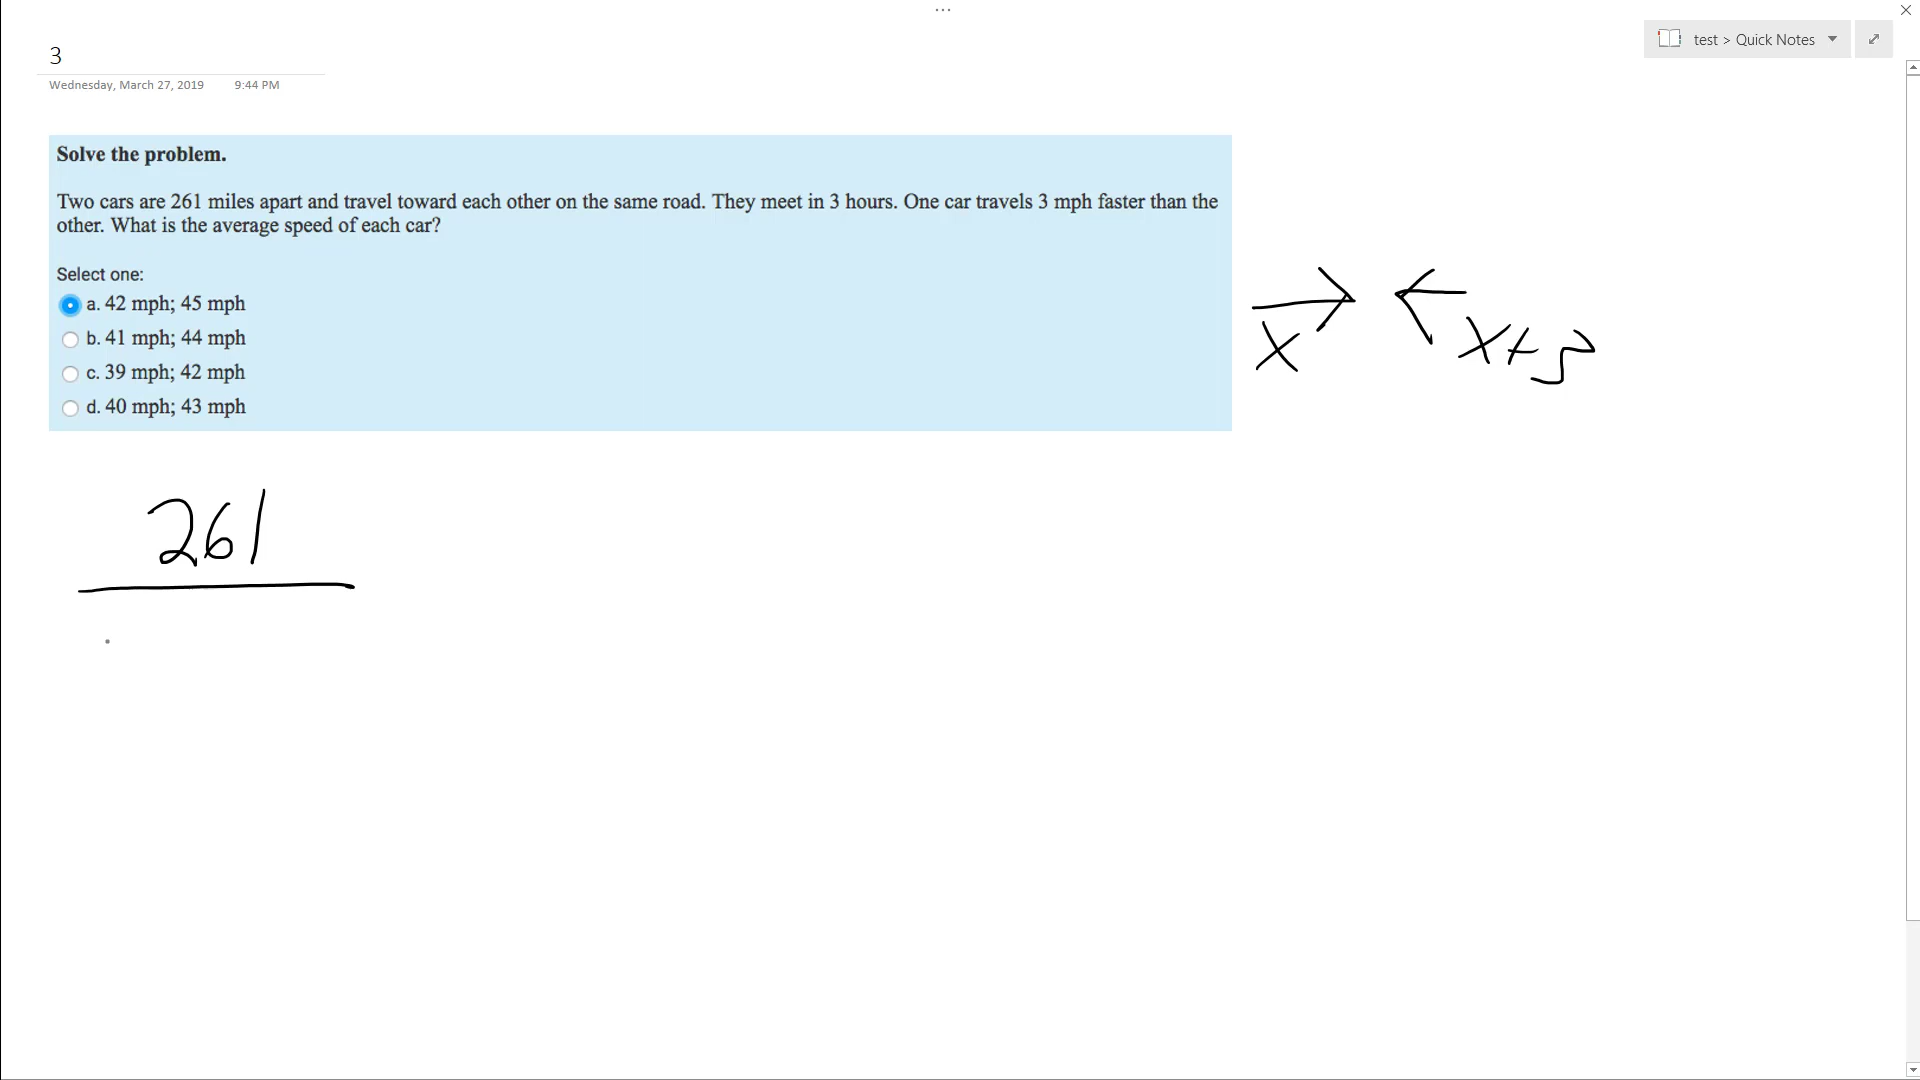 ...
test > Quick Notes
3
Wednesday, March 27, 2019 9:44 PM
Solve the problem.
Two cars are 261 miles apart and travel toward each other on the same road. They meet in 3 hours. One car travels 3 mph faster than the
other. What is the average speed of each car?
Select one:
a. 42 mph; 45 mph
b. 41 mph; 44 mph
c. 39 mph; 42 mph
d. 40 mph; 43 mph
x
x+
261